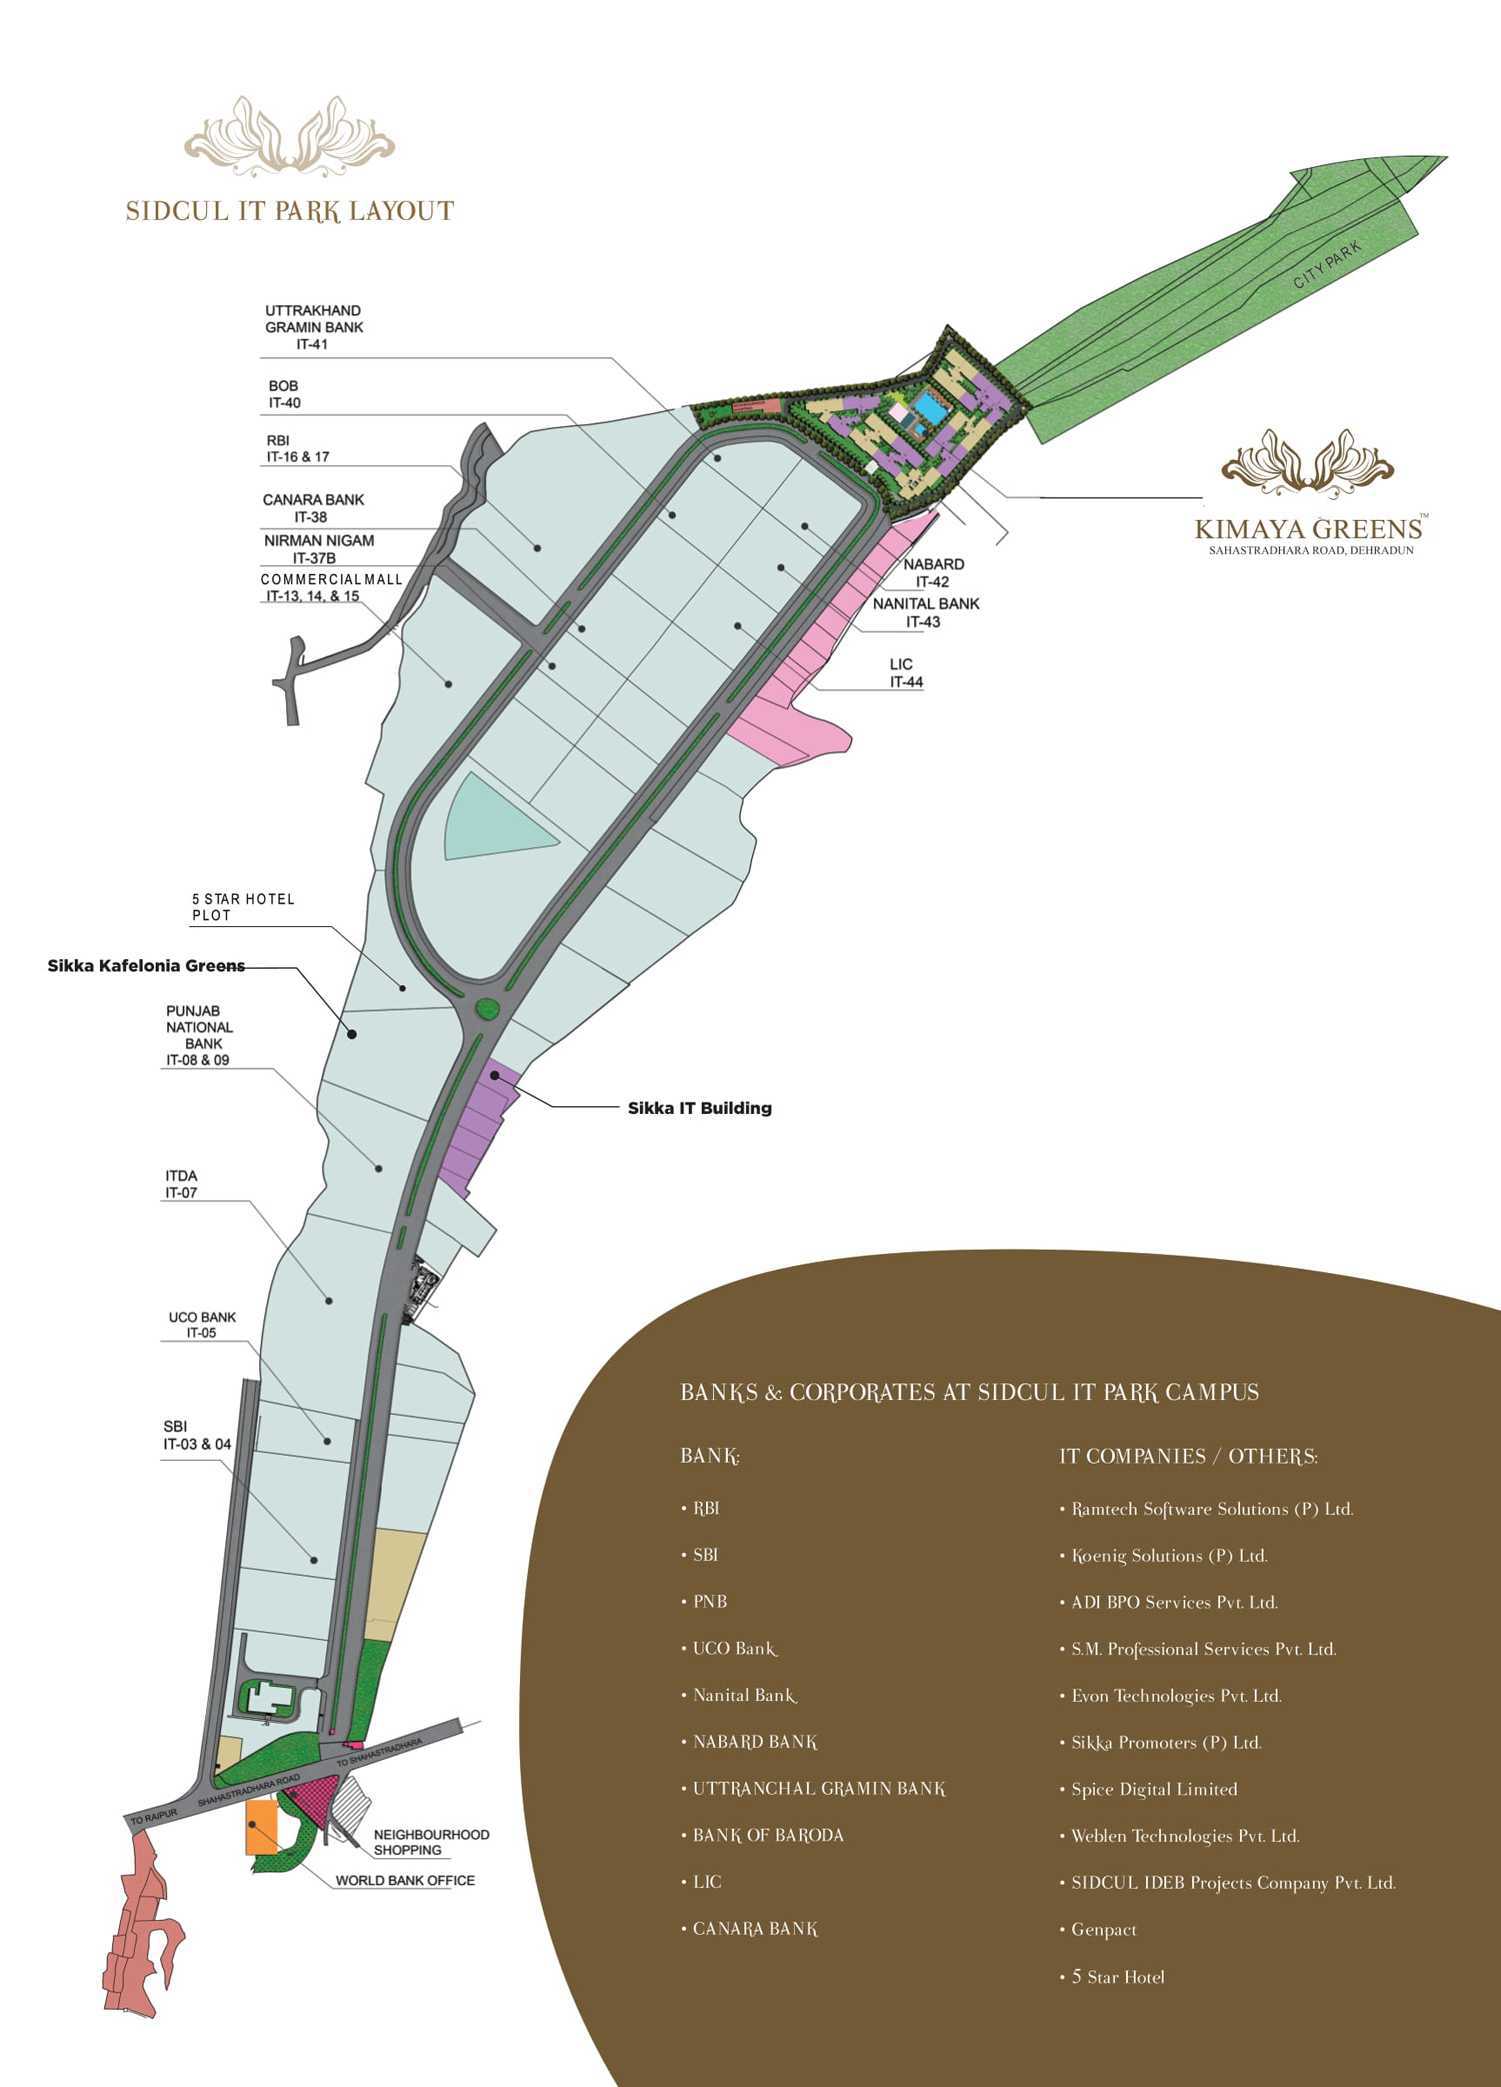 SIDCUL IT PARK LAYOUT
CITY PARK
UTTRAKHAND
GRAMIN BANK
IT-41
BOB
IT-40
RBI
IT-16 & 17
CANARA BANK
IT-38
NIRMAN NIGAM
IT-37B
COMMERCIAL MALL
IT-13, 14, & 15
KIMAYA GREENS™
SAHASTRADHARA ROAD, DEHRADUN
NABARD
IT-42
NANITAL BANK
IT-43
LIC
IT-44
5 STAR HOTEL
PLOT
Sikka Kafelonia Greens
PUNJAB
NATIONAL
BANK
IT-08 & 09
Sikka IT Building
ITDA
IT-07
UCO BANK
IT-05
SBI
IT-03 & 04
TO SHAHASTRADHARA
SHAHASTRADHARA ROAD
TO RAIPUR
NEIGHBOURHOOD
SHOPPING
WORLD BANK OFFICE
BANKS & CORPORATES AT SIDCUL IT PARK CAMPUS
BANK:
• RBI
• SBI
• PNB
• UCO Bank
• Nanital Bank
• NABARD BANK
• UTTRANCHAL GRAMIN BANK
• BANK OF BARODA
• LIC
• CANARA BANK
IT COMPANIES / OTHERS:
• Ramtech Software Solutions (P) Ltd.
• Koenig Solutions (P) Ltd.
• ADI BPO Services Pvt. Ltd.
• S.M. Professional Services Pvt. Ltd.
• Evon Technologies Pvt. Ltd.
• Sikka Promoters (P) Ltd.
• Spice Digital Limited
• Weblen Technologies Pvt. Ltd.
• SIDCUL IDEB Projects Company Pvt. Ltd.
• Genpact
• 5 Star Hotel